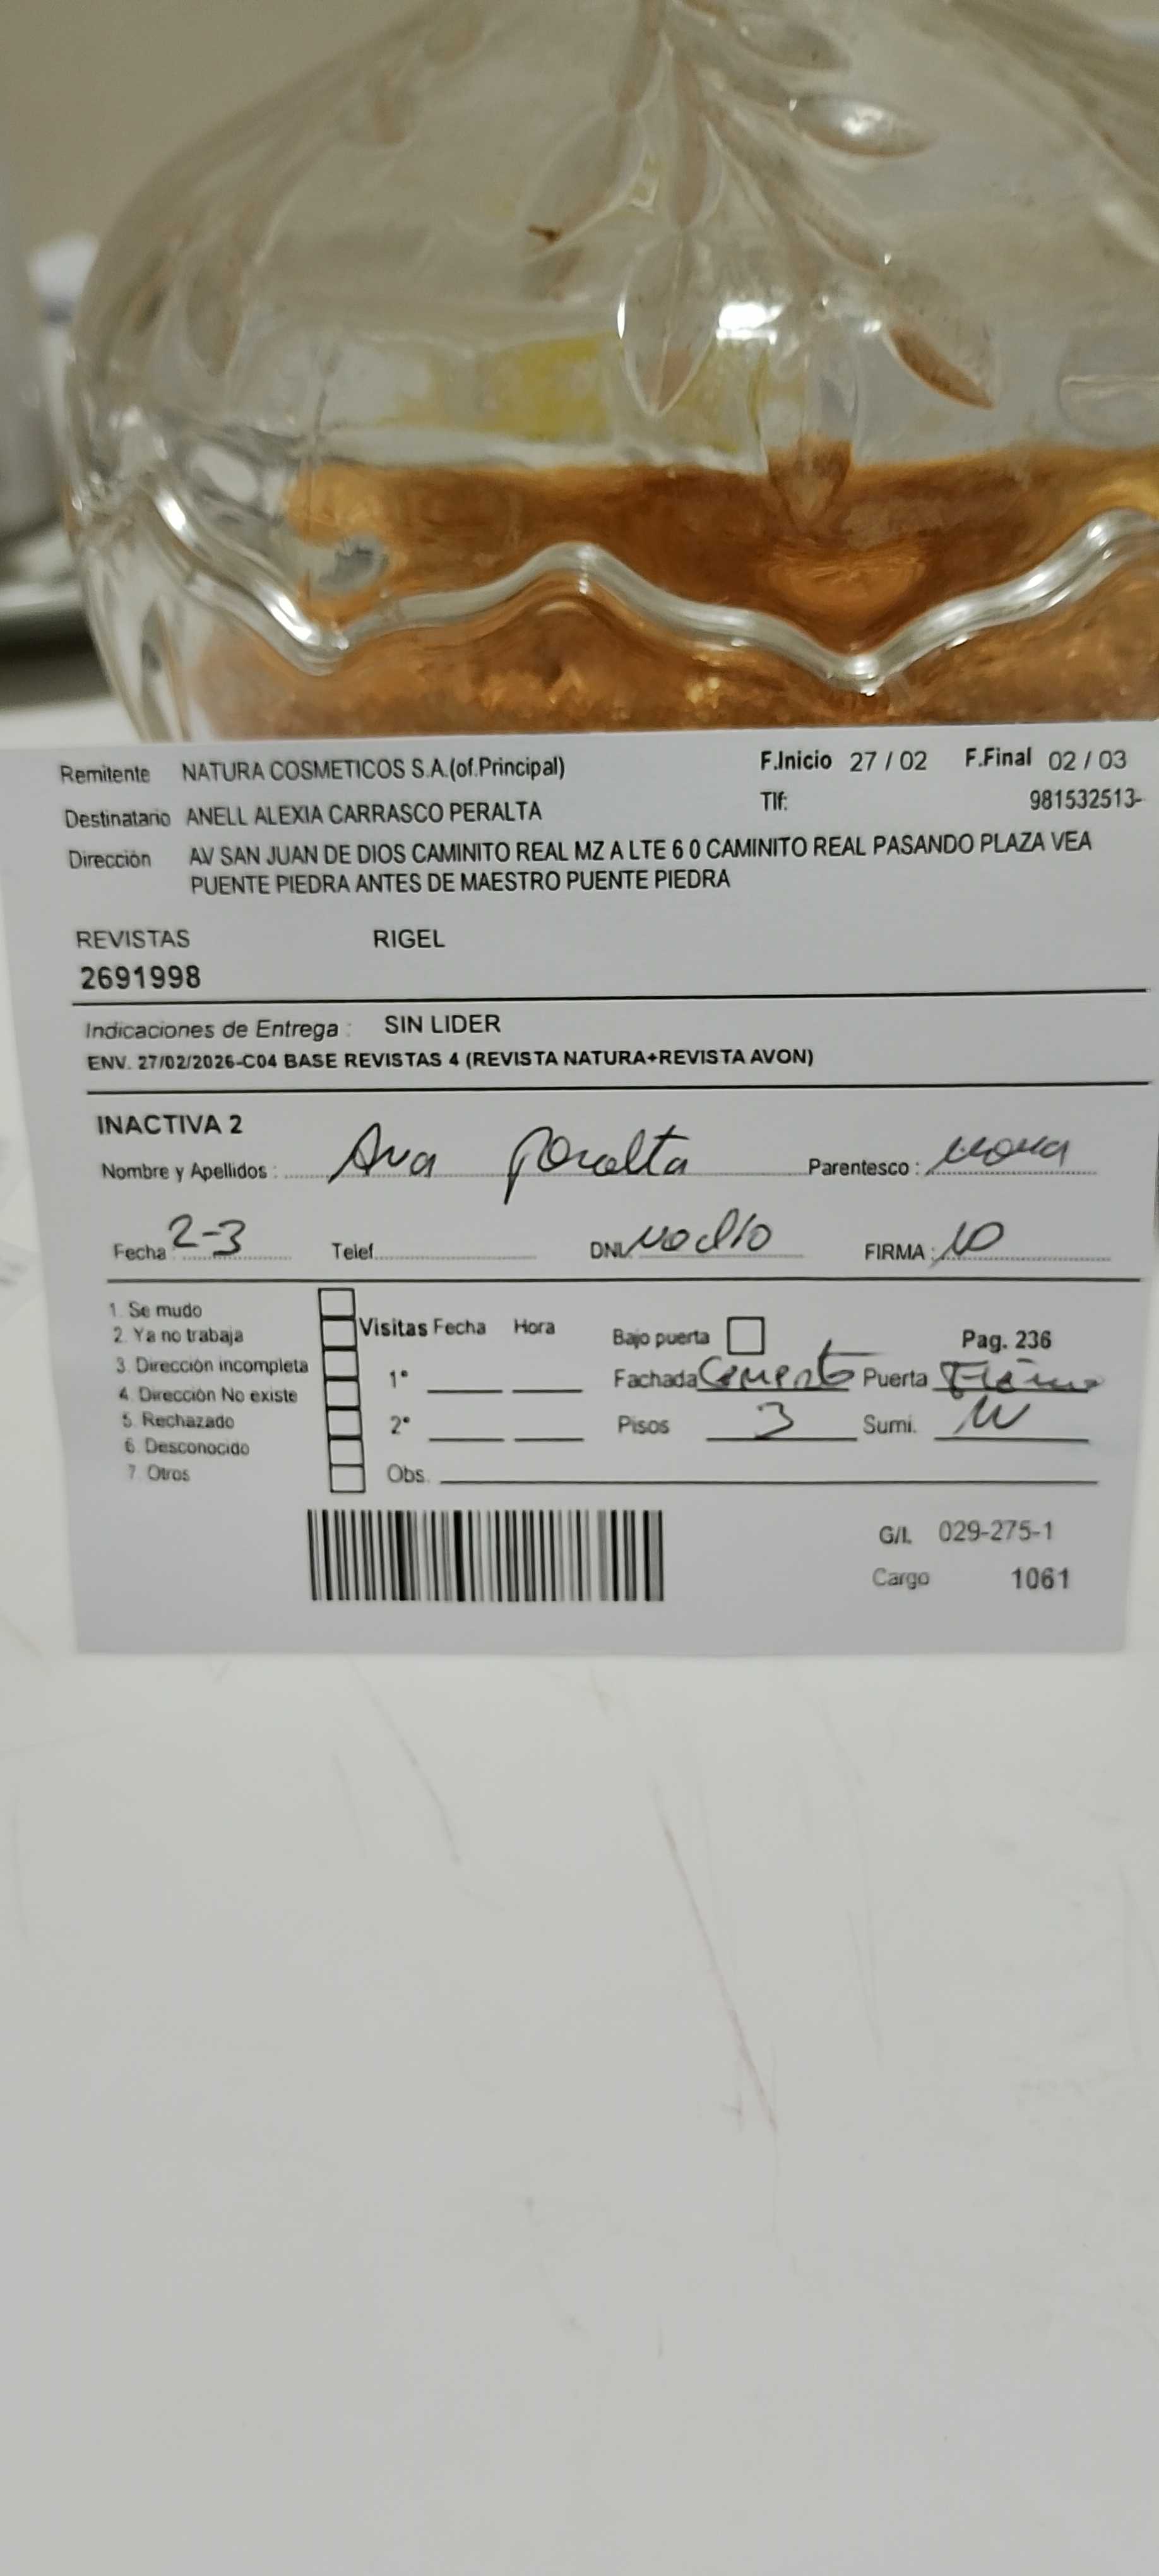 Remitente NATURA COSMETICOS S.A.(of.Principal) F.Inicio 27 / 02 F.Final 02 / 03
Destinatario ANELL ALEXIA CARRASCO PERALTA Tlf: 981532513-
Dirección AV SAN JUAN DE DIOS CAMINITO REAL MZ A LTE 6 0 CAMINITO REAL PASANDO PLAZA VEA
PUENTE PIEDRA ANTES DE MAESTRO PUENTE PIEDRA
REVISTAS RIGEL
2691998
Indicaciones de Entrega : SIN LIDER
ENV. 27/02/2026-C04 BASE REVISTAS 4 (REVISTA NATURA+REVISTA AVON)
INACTIVA 2
Nombre y Apellidos : Ana Peralta Parentesco :
Fecha 2-3 Telef. DNI. no dio FIRMA :
1. Se mudo
2. Ya no trabaja Visitas Fecha Hora Bajo puerta Pag. 236
3. Dirección incompleta 1° Fachada Cemento Puerta
4. Dirección No existe
5. Rechazado 2° Pisos 3 Sumi.
6. Desconocido
7. Otros Obs.
G/I. 029-275-1
Cargo 1061